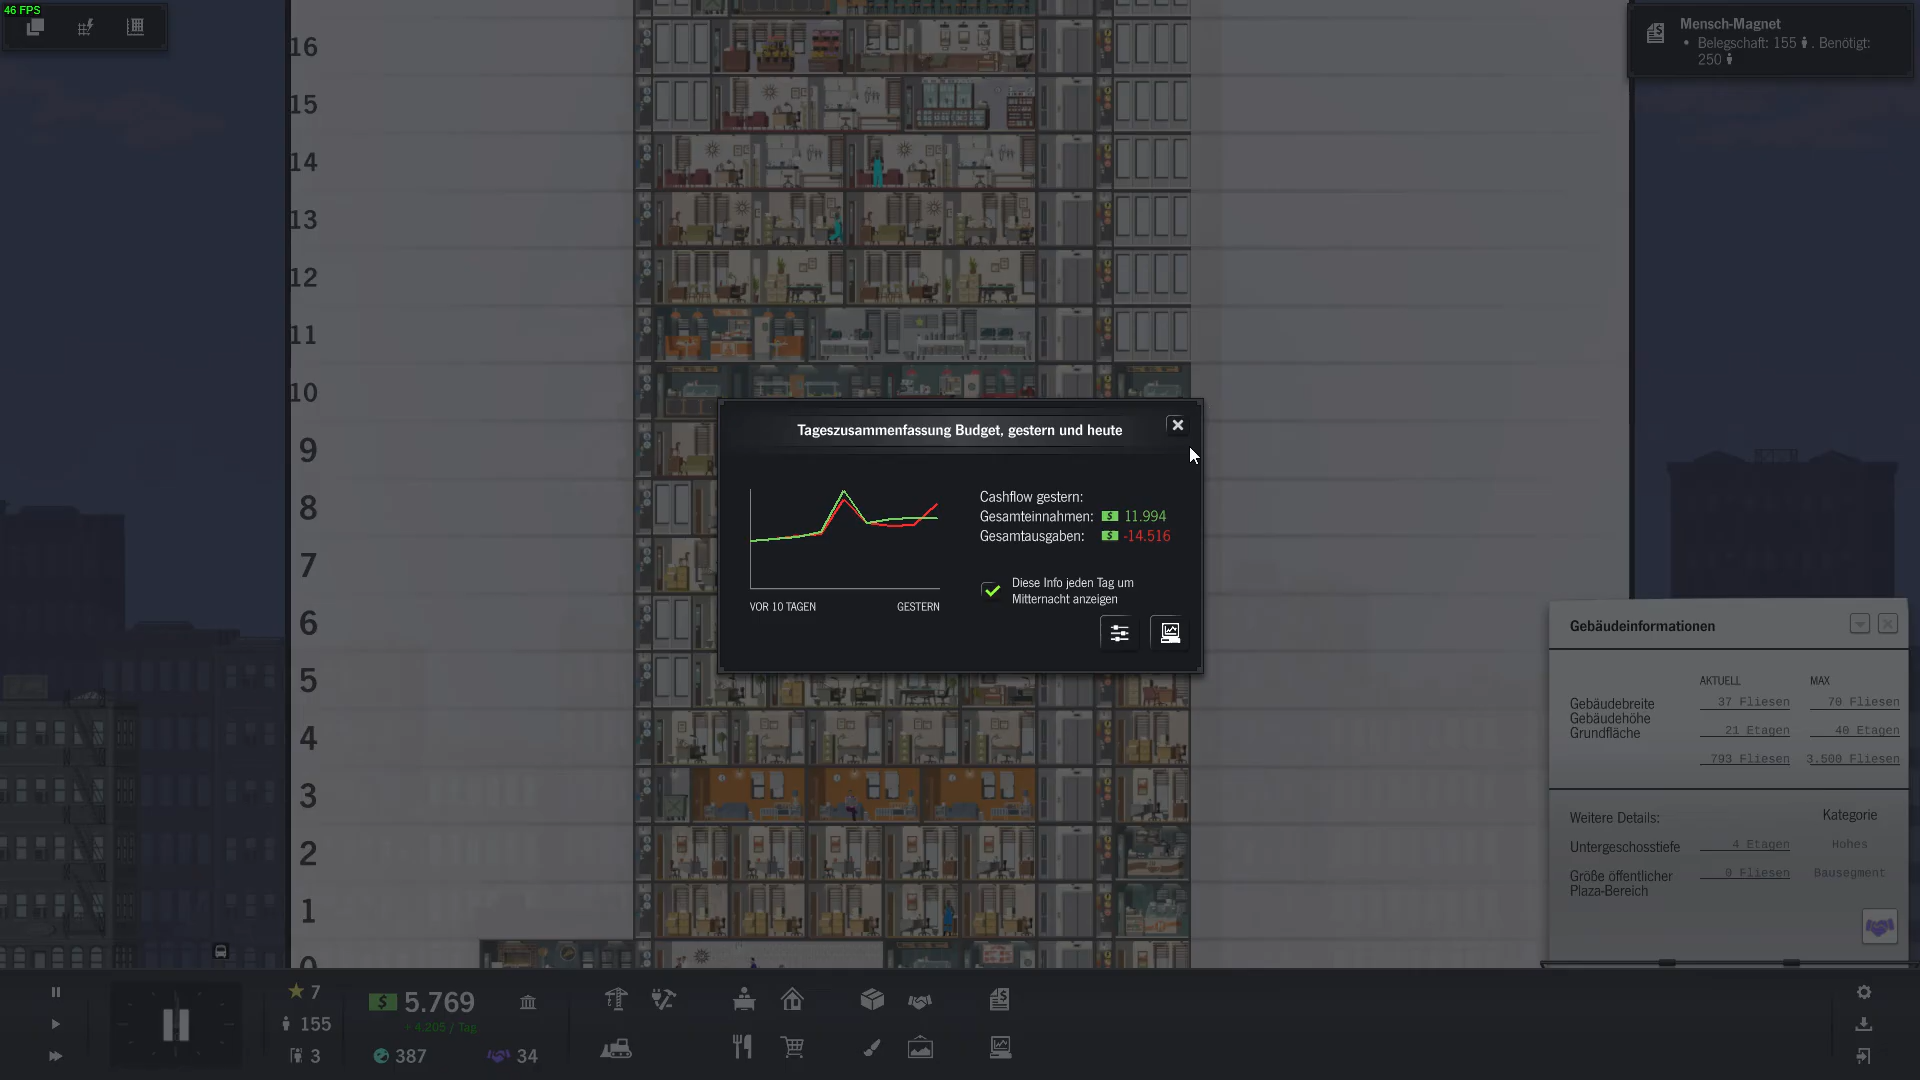 46 FPS
Mensch-Magnet
• Belegschaft: 155 . Benötigt:
250
16
15
14
13
12
11
10
9
8
7
6
5
4
3
2
1
0
Tageszusammenfassung Budget, gestern und heute
Cashflow gestern:
Gesamteinnahmen: $ 11.994
Gesamtausgaben: $ -14.516
Diese Info jeden Tag um
Mitternacht anzeigen
VOR 10 TAGEN GESTERN
Gebäudeinformationen
AKTUELL MAX
Gebäudebreite 37 Fliesen 70 Fliesen
Gebäudehöhe 21 Etagen 40 Etagen
Grundfläche 793 Fliesen 3.500 Fliesen
Weitere Details: Kategorie
Untergeschosstiefe 4 Etagen Hohes
Größe öffentlicher 0 Fliesen Bausegment
Plaza-Bereich
7
155
3
$ 5.769
+ 4.205 / Tag
387 34